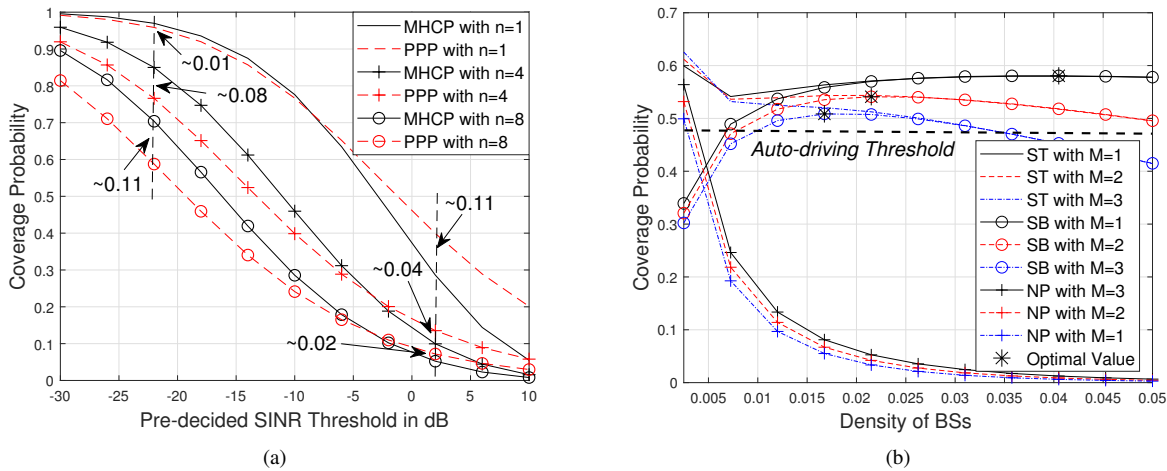 1
0.9
0.8
0.7
0.6
0.5
0.4
0.3
0.2
0.1
0
-30
-25
-20
-15
-10
-5
0
5
10
Coverage Probability
Pre-decided SINR Threshold in dB
MHCP with n=1
PPP with n=1
MHCP with n=4
PPP with n=4
MHCP with n=8
PPP with n=8
~0.01
~0.08
~0.11
~0.11
~0.04
~0.02
(a)
0.7
0.6
0.5
0.4
0.3
0.2
0.1
0
0.005
0.01
0.015
0.02
0.025
0.03
0.035
0.04
0.045
0.05
Coverage Probability
Density of BSs
Auto-driving Threshold
ST with M=1
ST with M=2
ST with M=3
SB with M=1
SB with M=2
SB with M=3
NP with M=3
NP with M=2
NP with M=1
Optimal Value
(b)